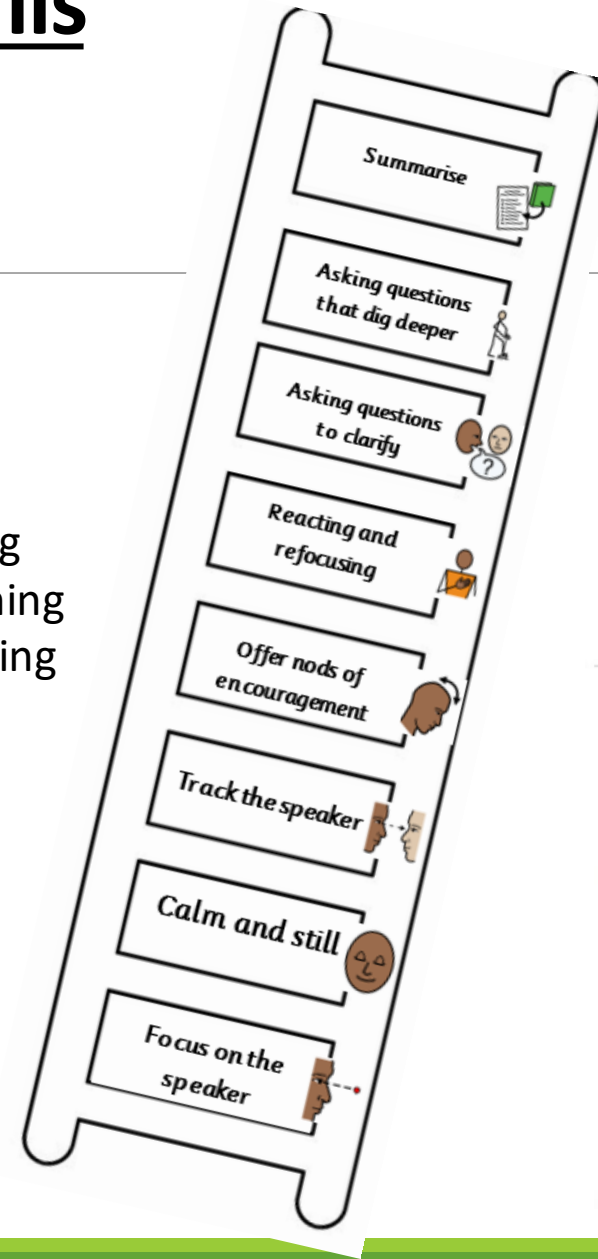 Summarise
Asking questions
that dig deeper
Asking questions
to clarify
?
Reacting and
refocusing
Offer nods of
encouragement
Track the speaker
Calm and still
Focus on the
speaker